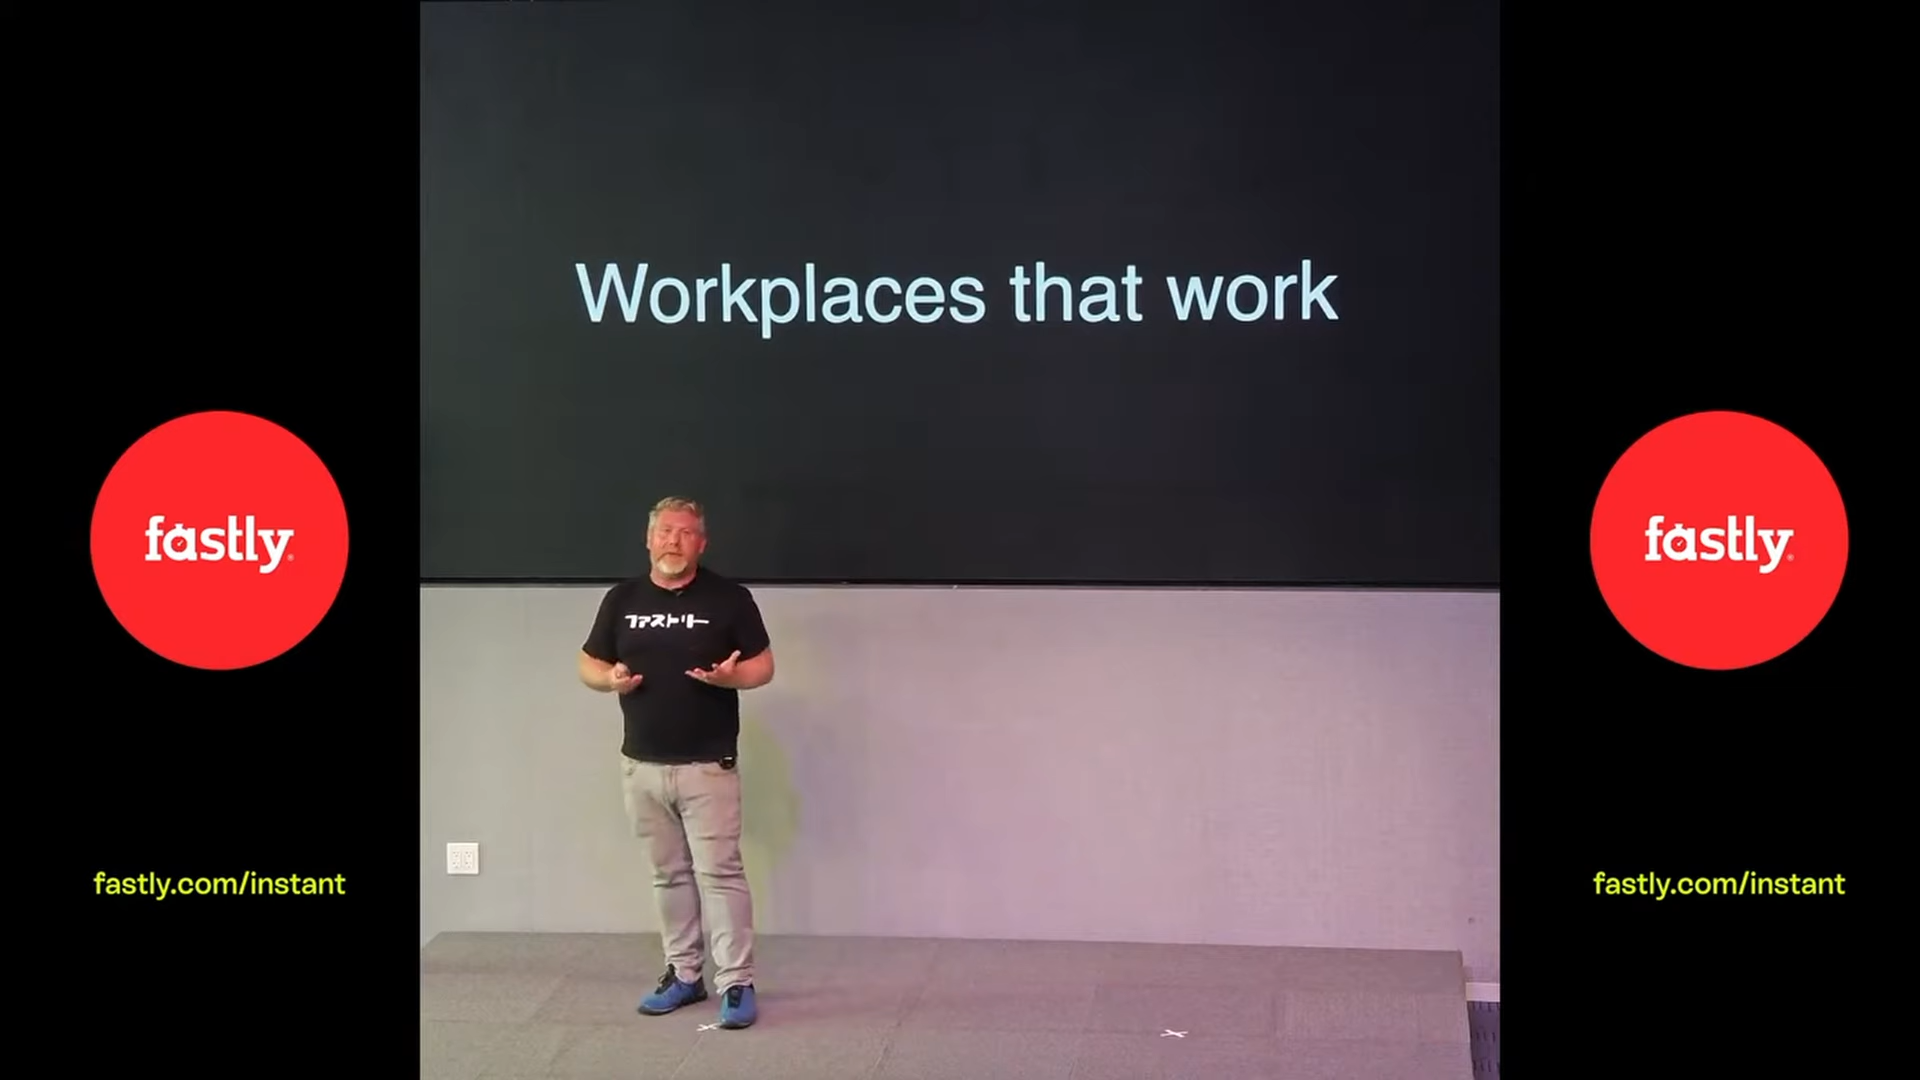 Workplaces that work
fastly
fastly.com/instant
ファストリー
fastly
fastly.com/instant